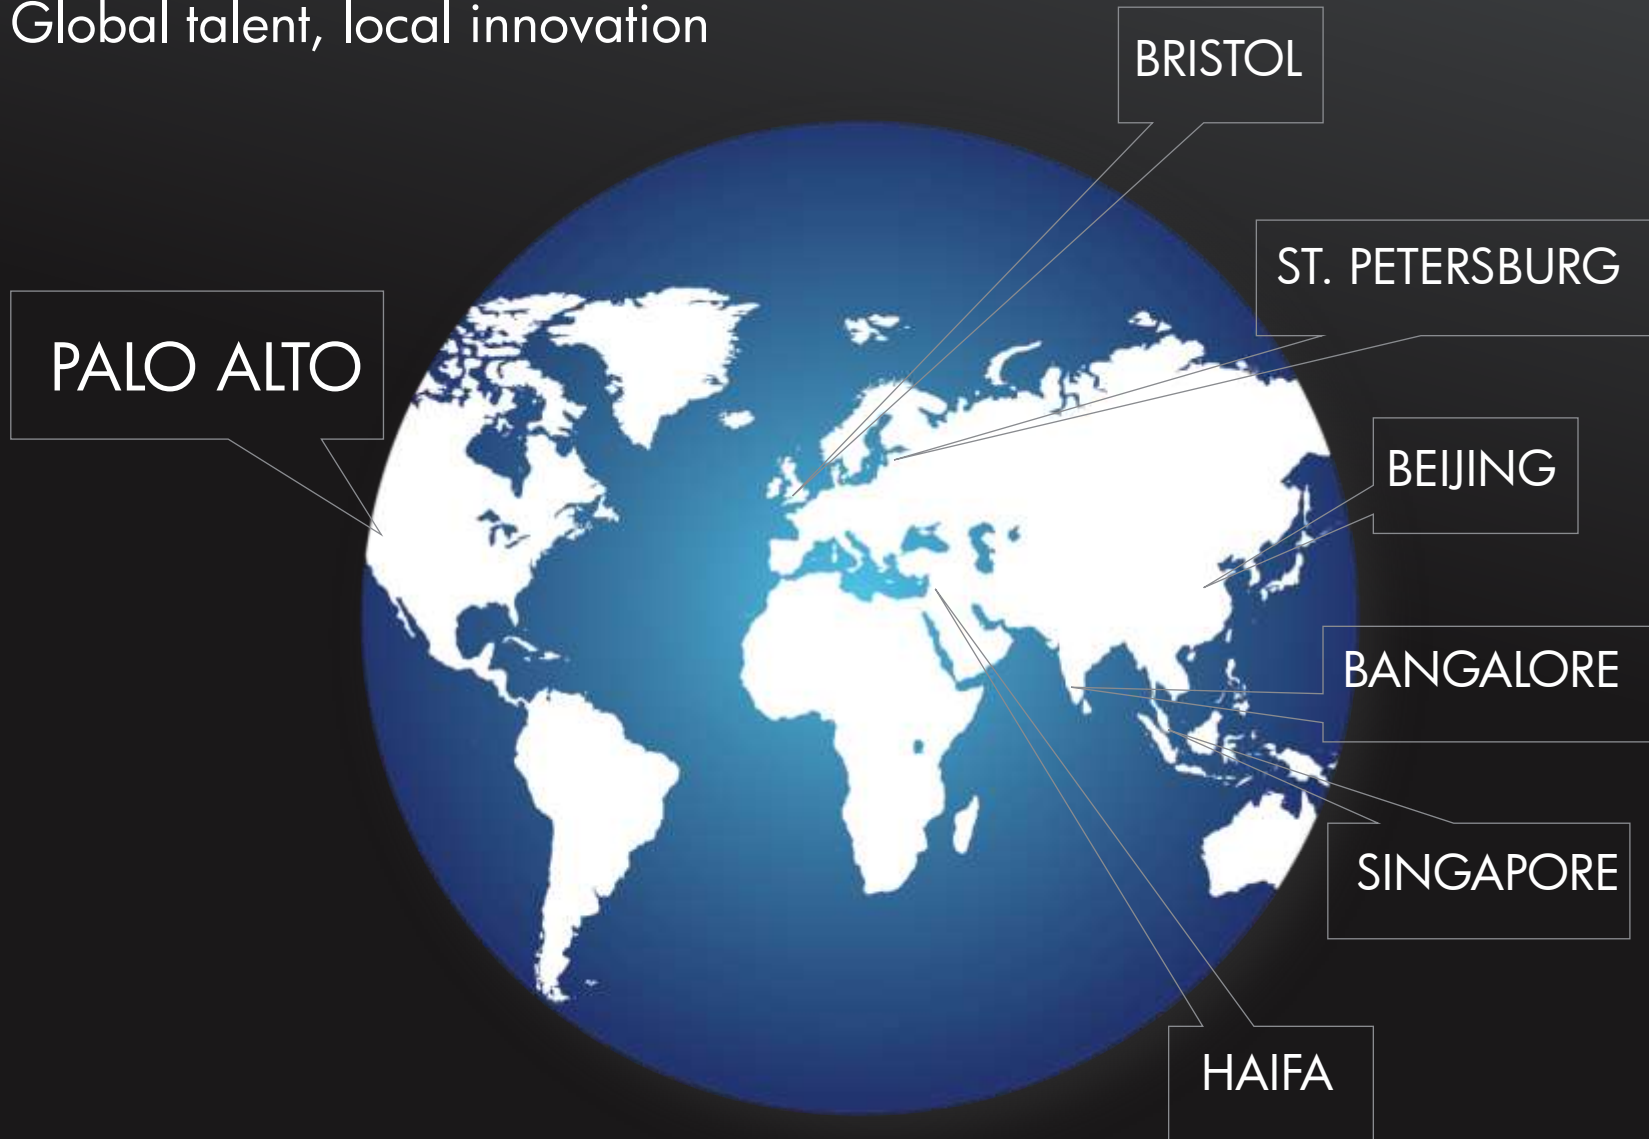 Global talent, local innovation
BRISTOL
ST. PETERSBURG
PALO ALTO
BEIJING
BANGALORE
SINGAPORE
HAIFA